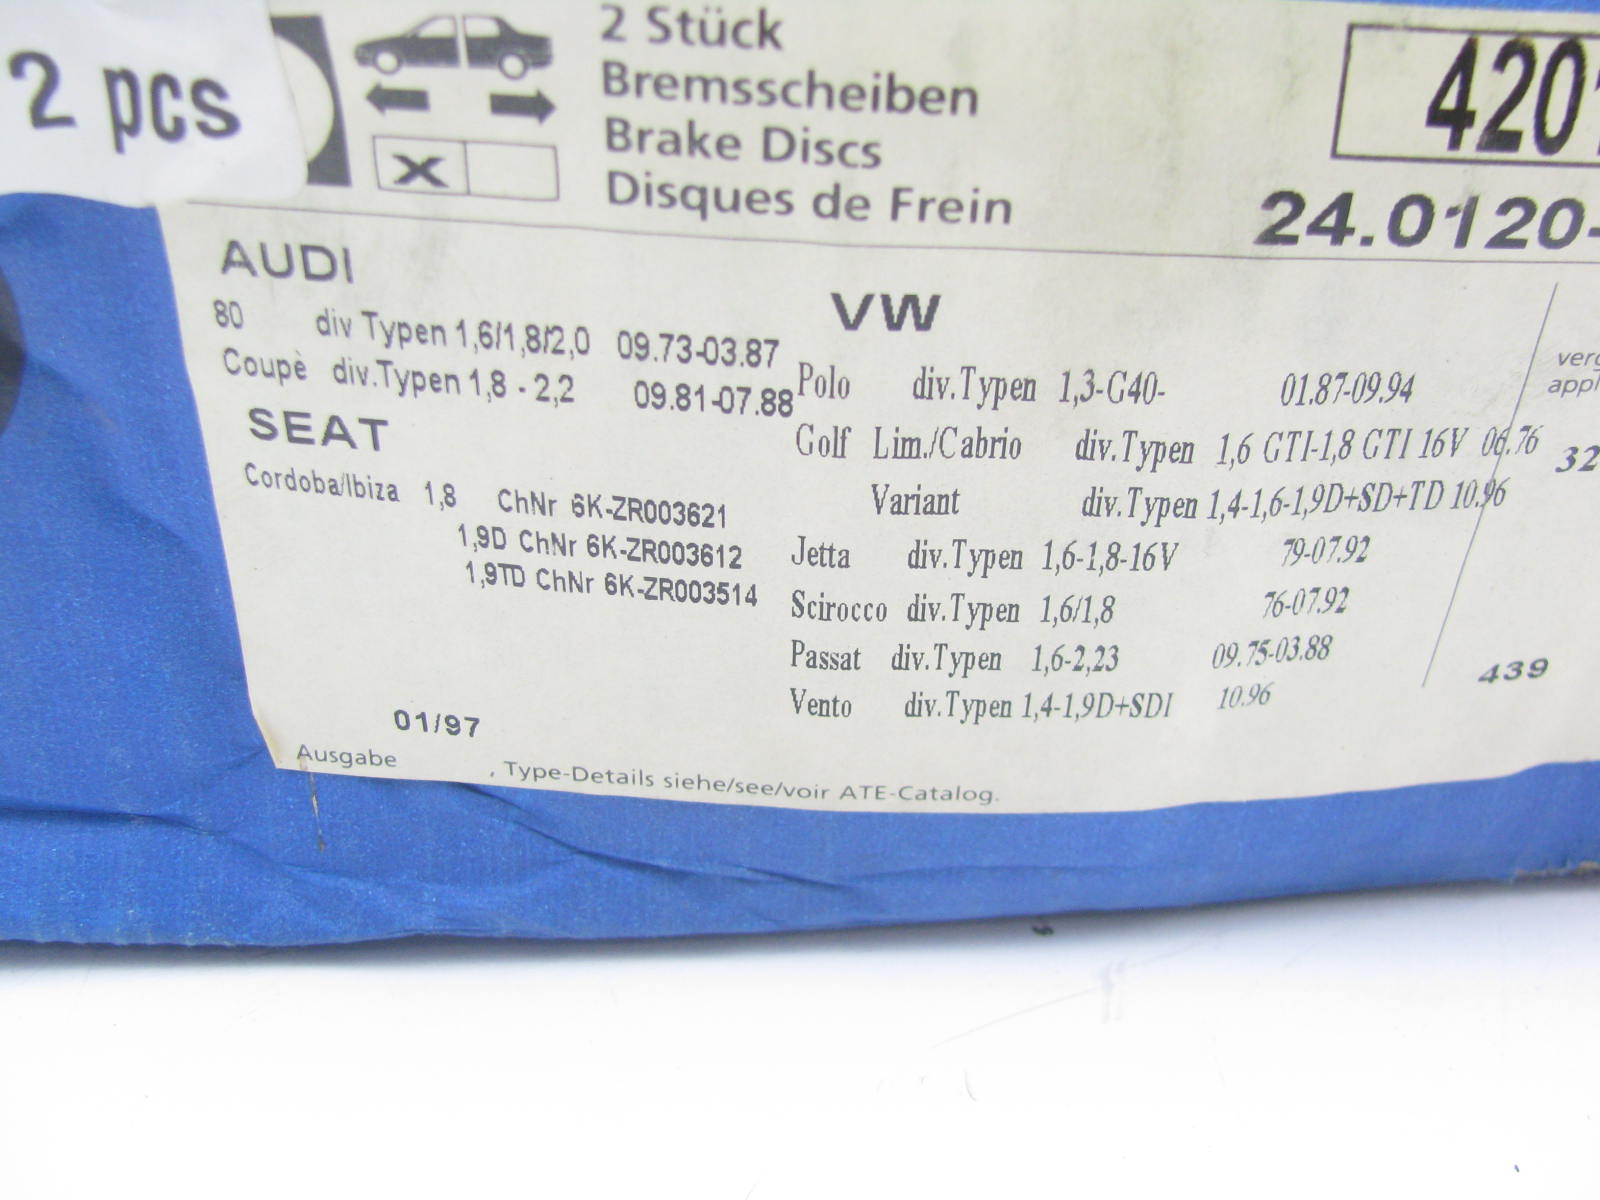 2 pcs
X
2 Stück
Bremsscheiben
Brake Discs
Disques de Frein
420
24.0120-
AUDI
80 div Typen 1,6/1,8/2,0 09.73-03.87
Coupè div.Typen 1,8 - 2,2 09.81-07.88
SEAT
Cordoba/Ibiza 1,8 ChNr 6K-ZR003621
1,9D ChNr 6K-ZR003612
1,9TD ChNr 6K-ZR003514
VW
Polo div.Typen 1,3-G40- 01.87-09.94
Golf Lim./Cabrio div.Typen 1,6 GTI-1,8 GTI 16V 06.76
Variant div.Typen 1,4-1,6-1,9D+SD+TD 10.96
Jetta div.Typen 1,6-1,8-16V 79-07.92
Scirocco div.Typen 1,6/1,8 76-07.92
Passat div.Typen 1,6-2,23 09.75-03.88
Vento div.Typen 1,4-1,9D+SDI 10.96
32
439
01/97
Ausgabe , Type-Details siehe/see/voir ATE-Catalog.